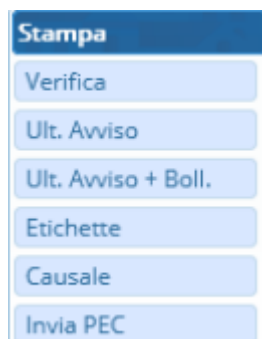 Stampa
Verifica
Ult. Avviso
Ult. Avviso + Boll.
Etichette
Causale
Invia PEC